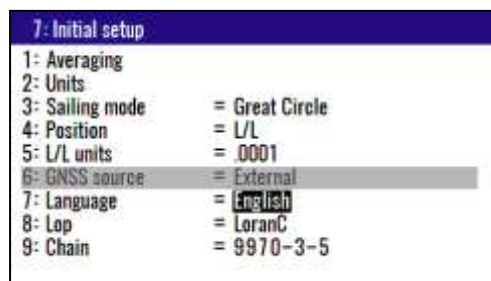 7: Initial setup
1: Averaging
2: Units
3: Sailing mode = Great Circle
4: Position = L/L
5: L/L units = .0001
6: GNSS source = External
7: Language = English
8: Lop = LoranC
9: Chain = 9970-3-5